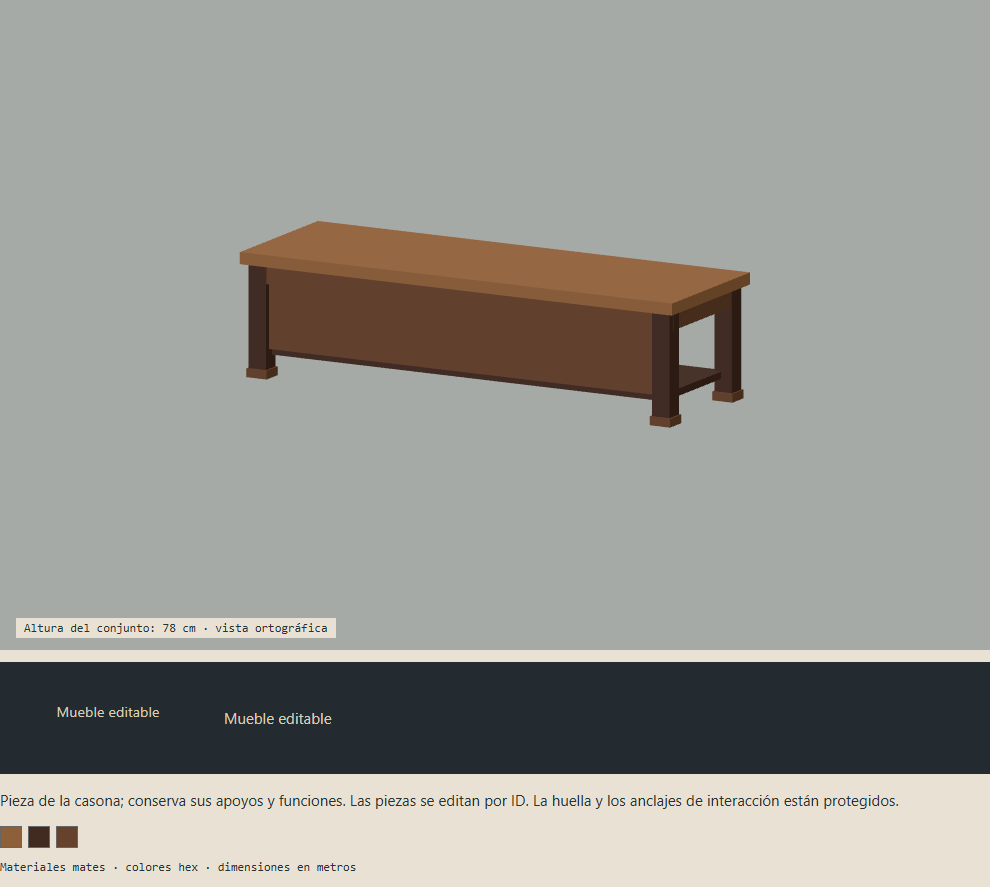 Altura del conjunto: 78 cm · vista ortográfica
Mueble editable
Mueble editable
Pieza de la casona; conserva sus apoyos y funciones. Las piezas se editan por ID. La huella y los anclajes de interacción están protegidos.
Materiales mates · colores hex · dimensiones en metros